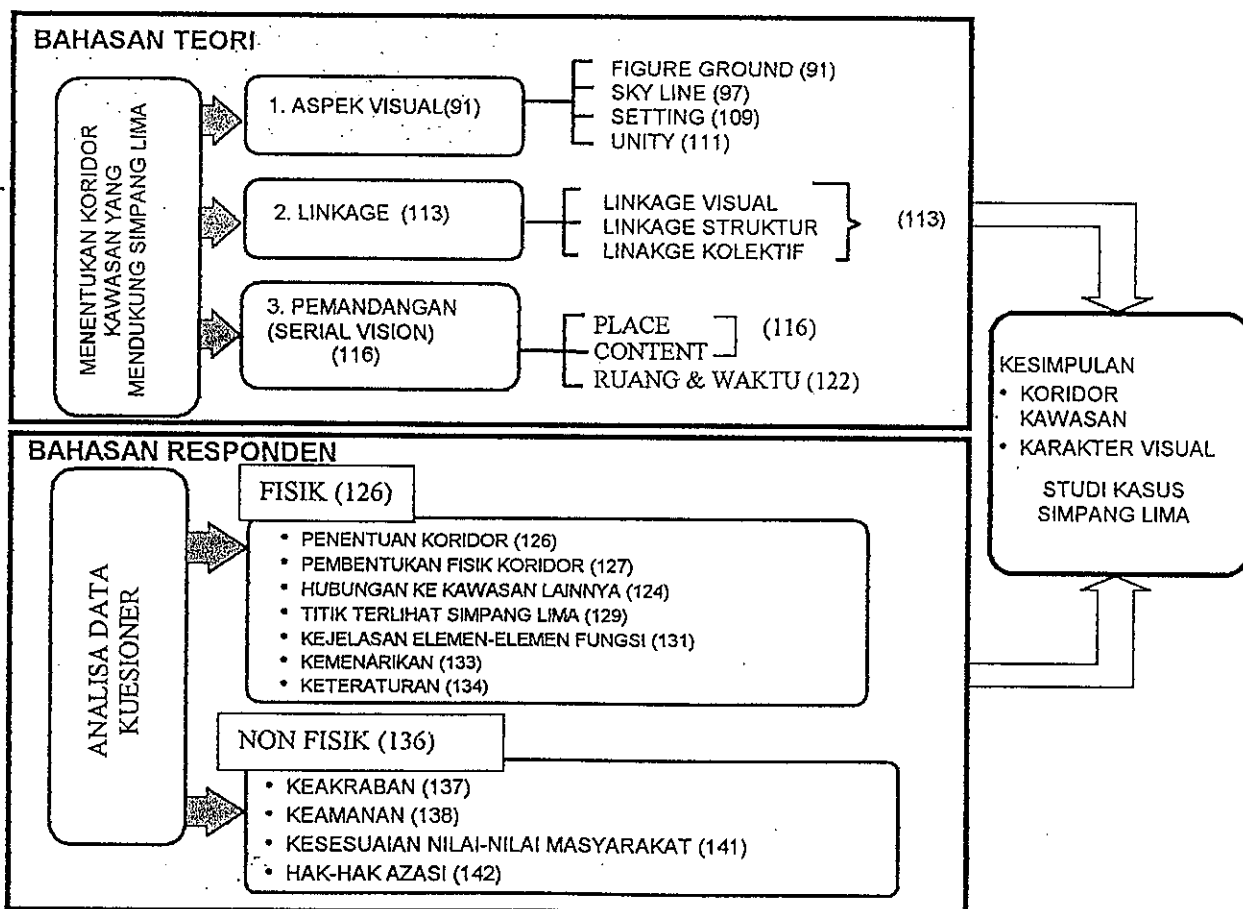 BAHASAN TEORI
MENENTUKAN KORIDOR
KAWASAN YANG
MENDUKUNG SIMPANG LIMA
1. ASPEK VISUAL(91)
FIGURE GROUND (91)
SKY LINE (97)
SETTING (109)
UNITY (111)
2. LINKAGE (113)
LINKAGE VISUAL
LINKAGE STRUKTUR
LINAKGE KOLEKTIF
(113)
3. PEMANDANGAN
(SERIAL VISION)
(116)
PLACE
CONTENT
(116)
RUANG & WAKTU (122)
BAHASAN RESPONDEN
ANALISA DATA
KUESIONER
FISIK (126)
• PENENTUAN KORIDOR (126)
• PEMBENTUKAN FISIK KORIDOR (127)
• HUBUNGAN KE KAWASAN LAINNYA (124)
• TITIK TERLIHAT SIMPANG LIMA (129)
• KEJELASAN ELEMEN-ELEMEN FUNGSI (131)
• KEMENARIKAN (133)
• KETERATURAN (134)
NON FISIK (136)
• KEAKRABAN (137)
• KEAMANAN (138)
• KESESUAIAN NILAI-NILAI MASYARAKAT (141)
• HAK-HAK AZASI (142)
KESIMPULAN
• KORIDOR
KAWASAN
• KARAKTER VISUAL
STUDI KASUS
SIMPANG LIMA